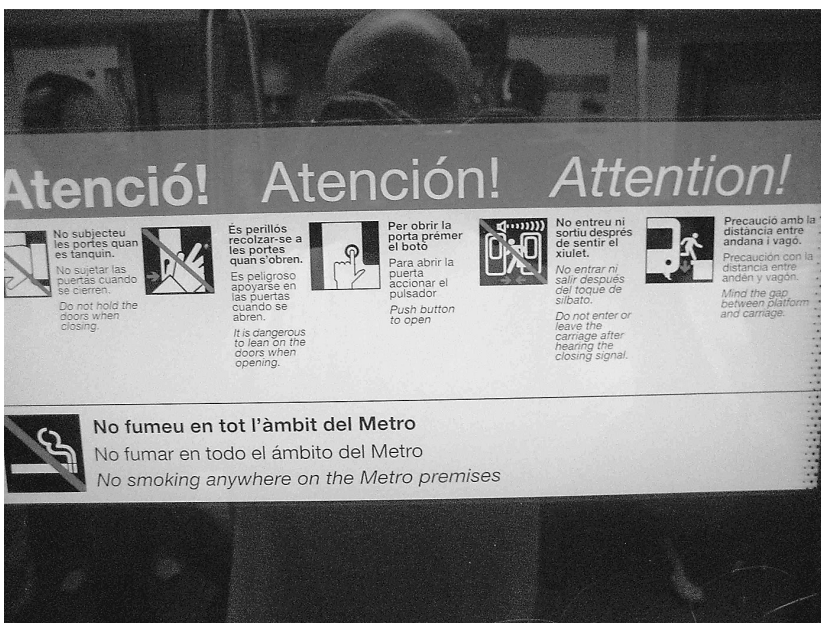 Atenció! Atención! Attention!
No subjecteu
les portes quan
es tanquin.
No sujetar las
puertas cuando
se cierren.
Do not hold the
doors when
closing.
És perillós
recolzar-se a
les portes
quan s'obren.
Es peligroso
apoyarse en
las puertas
cuando se
abren.
It is dangerous
to lean on the
doors when
opening.
Per obrir la
porta prémer
el botó
Para abrir la
puerta
accionar el
pulsador
Push button
to open
No entreu ni
sortiu després
de sentir el
xiulet.
No entrar ni
salir después
del toque de
silbato.
Do not enter or
leave the
carriage after
hearing the
closing signal.
Precaució amb la
distància entre
andana i vagó.
Precaución con la
distancia entre
andén y vagón.
Mind the gap
between platform
and carriage.
No fumeu en tot l'àmbit del Metro
No fumar en todo el ámbito del Metro
No smoking anywhere on the Metro premises